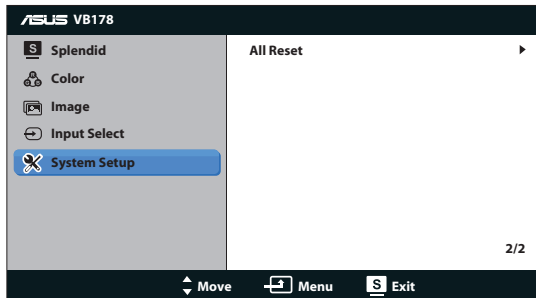 ASUS VB178
S Splendid
Color
Image
Input Select
System Setup
All Reset
2/2
Move Menu S Exit